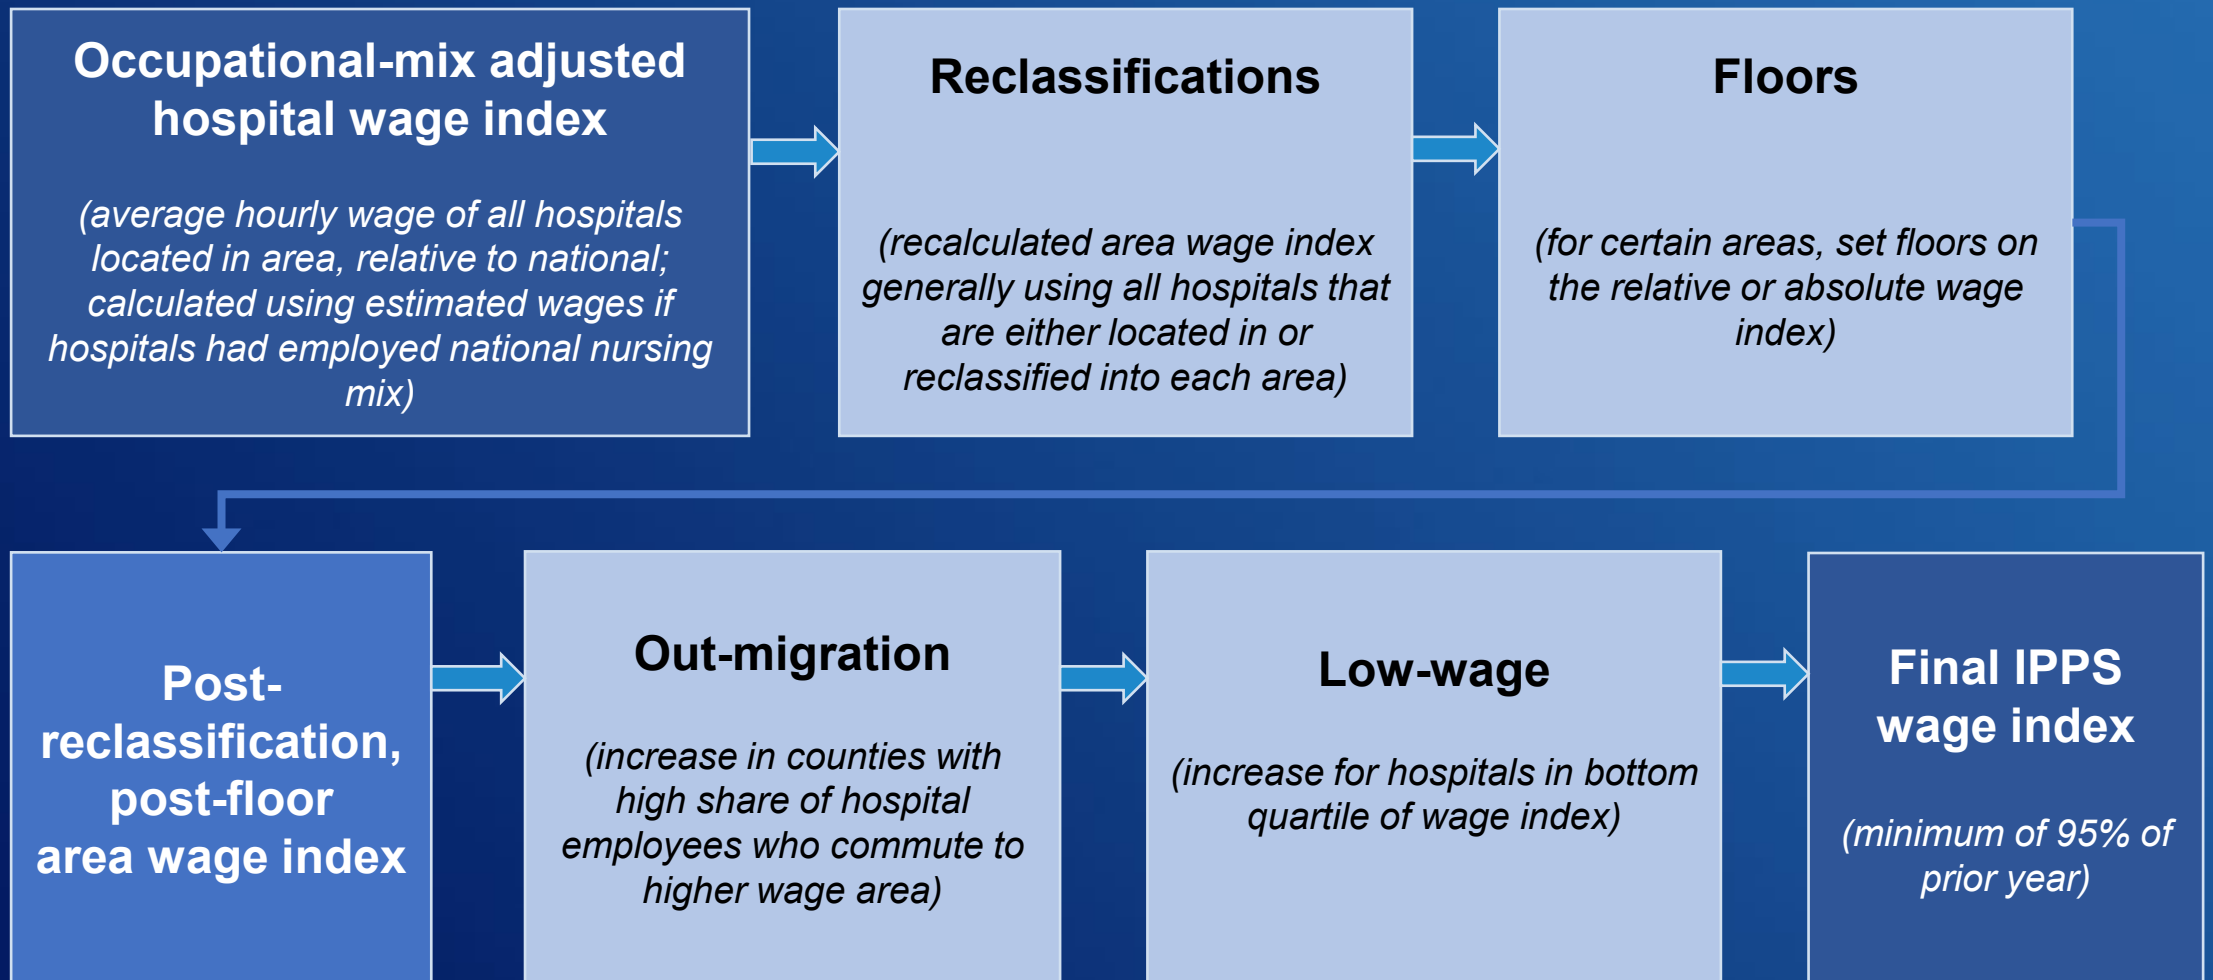 Occupational-mix adjusted
hospital wage index
(average hourly wage of all hospitals
located in area, relative to national;
calculated using estimated wages if
hospitals had employed national nursing
mix)
Reclassifications
(recalculated area wage index
generally using all hospitals that
are either located in or
reclassified into each area)
Floors
(for certain areas, set floors on
the relative or absolute wage
index)
Post-
reclassification,
post-floor
area wage index
Out-migration
(increase in counties with
high share of hospital
employees who commute to
higher wage area)
Low-wage
(increase for hospitals in bottom
quartile of wage index)
Final IPPS
wage index
(minimum of 95% of
prior year)